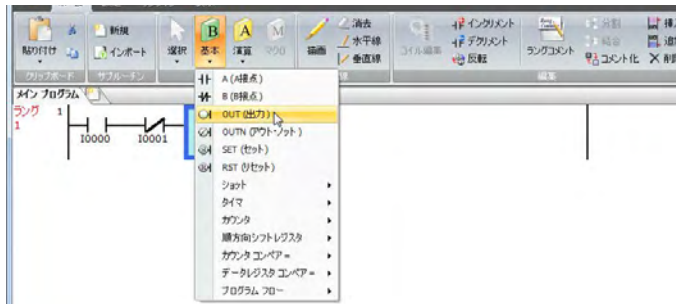 貼り付け
新規
インポート
クリップボード
サブルーチン
選択
B 基本
A 演算
M マクロ
描画
消去
水平線
垂直線
線
コイル編集
インクリメント
デクリメント
反転
ラングコメント
分割
結合
コメント化
編集
メイン プログラム
ラング 1
1
I0000 I0001
A (A接点)
B (B接点)
OUT (出力)
OUTN (アウト・ノット)
SET (セット)
RST (リセット)
ショット
タイマ
カウンタ
順方向シフトレジスタ
カウンタ コンペア =
データレジスタ コンペア =
プログラム フロー